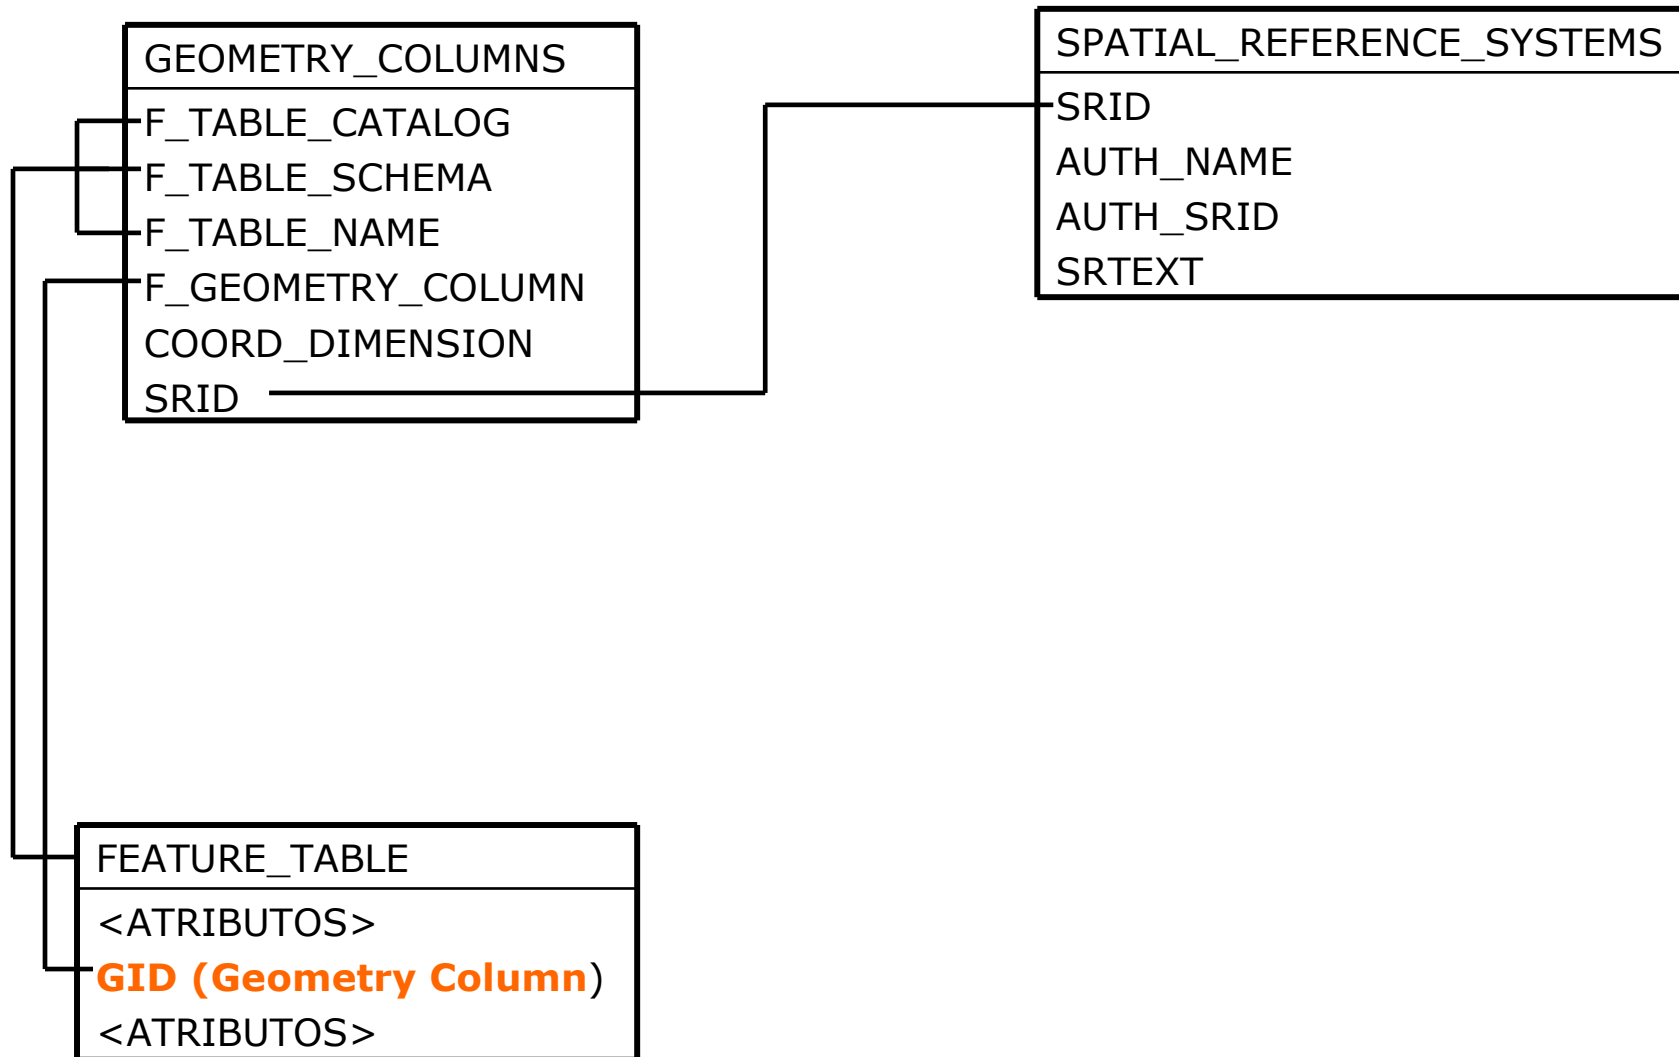 GEOMETRY_COLUMNS
F_TABLE_CATALOG
F_TABLE_SCHEMA
F_TABLE_NAME
F_GEOMETRY_COLUMN
COORD_DIMENSION
SRID
SPATIAL_REFERENCE_SYSTEMS
SRID
AUTH_NAME
AUTH_SRID
SRTEXT
FEATURE_TABLE
<ATRIBUTOS>
GID (Geometry Column)
<ATRIBUTOS>